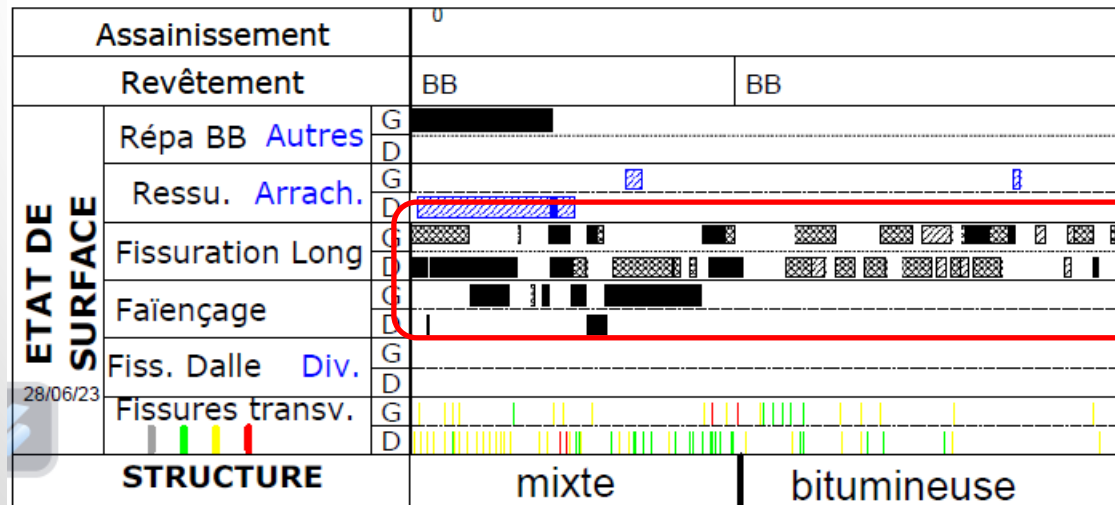 0
Assainissement
Revêtement BB BB
Répa BB Autres G
D
Ressu. Arrach. G
D
Fissuration Long G
D
Faïençage G
D
Fiss. Dalle Div. G
D
Fissures transv. G
D
ETAT DE
SURFACE
28/06/23
STRUCTURE mixte bitumineuse